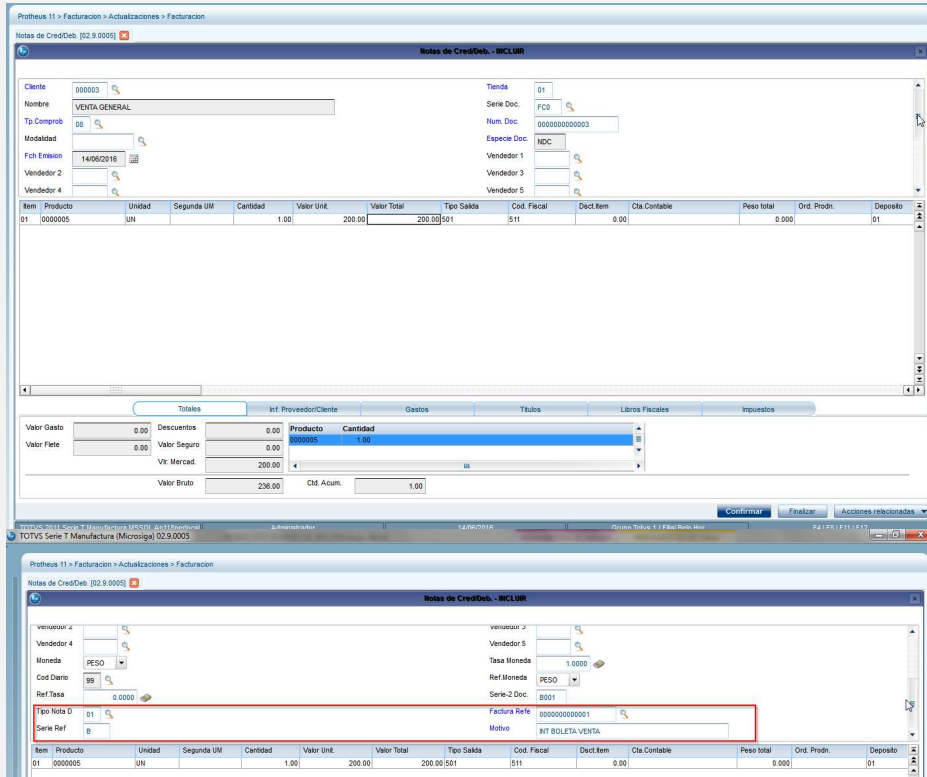 Protheus 11 > Facturacion > Actualizaciones > Facturacion
Notas de Cred/Deb. [02.9.0005]
Notas de Cred/Deb. - INCLUIR
Cliente 000003 Tienda 01
Nombre VENTA GENERAL Serie Doc. FC0
Tp.Comprob 08 Num. Doc. 0000000000003
Modalidad Especie Doc. NDC
Fch Emision 14/06/2016 Vendedor 1
Vendedor 2 Vendedor 3
Vendedor 4 Vendedor 5
Item Producto Unidad Segunda UM Cantidad Valor Unit. Valor Total Tipo Salida Cod. Fiscal Dsct.Item Cta.Contable Peso total Ord. Prodn. Deposito
01 0000005 UN 1.00 200.00 200.00 501 511 0.00 0.000 01
Totales Inf. Proveedor/Cliente Gastos Titulos Libros Fiscales Impuestos
Valor Gasto 0.00 Descuentos 0.00 Producto Cantidad
Valor Flete 0.00 Valor Seguro 0.00 0000005 1.00
Vlr. Mercad. 200.00
Valor Bruto 236.00 Ctd. Acum. 1.00
Confirmar Finalizar Acciones relacionadas
TOTVS 2011 Serie T Manufactura MSSQL Administrador 14/06/2016 Grupo Totvs 1 F4 | F8 | F11 | F12
TOTVS Serie T Manufactura (Microsiga) 02.9.0005
Protheus 11 > Facturacion > Actualizaciones > Facturacion
Notas de Cred/Deb. [02.9.0005]
Notas de Cred/Deb. - INCLUIR
Vendedor 2 Vendedor 3
Vendedor 4 Vendedor 5
Moneda PESO Tasa Moneda 1.0000
Cod Diario 99 Ref.Moneda PESO
Ref.Tasa 0.0000 Serie-2 Doc. B001
Tipo Nota D 01 Factura Refe 0000000000001
Serie Ref B Motivo INT BOLETA VENTA
Item Producto Unidad Segunda UM Cantidad Valor Unit. Valor Total Tipo Salida Cod. Fiscal Dsct.Item Cta.Contable Peso total Ord. Prodn. Deposito
01 0000005 UN 1.00 200.00 200.00 501 511 0.00 0.000 01